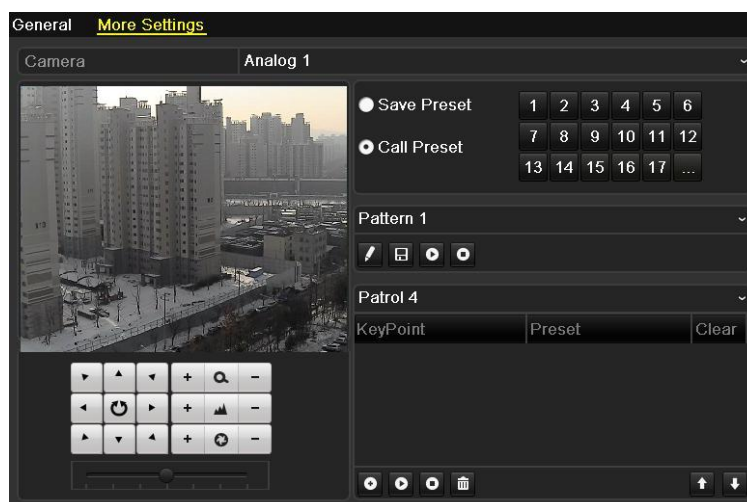 General More Settings
Camera Analog 1
Save Preset
Call Preset
1 2 3 4 5 6
7 8 9 10 11 12
13 14 15 16 17 ...
Pattern 1
Patrol 4
KeyPoint Preset Clear